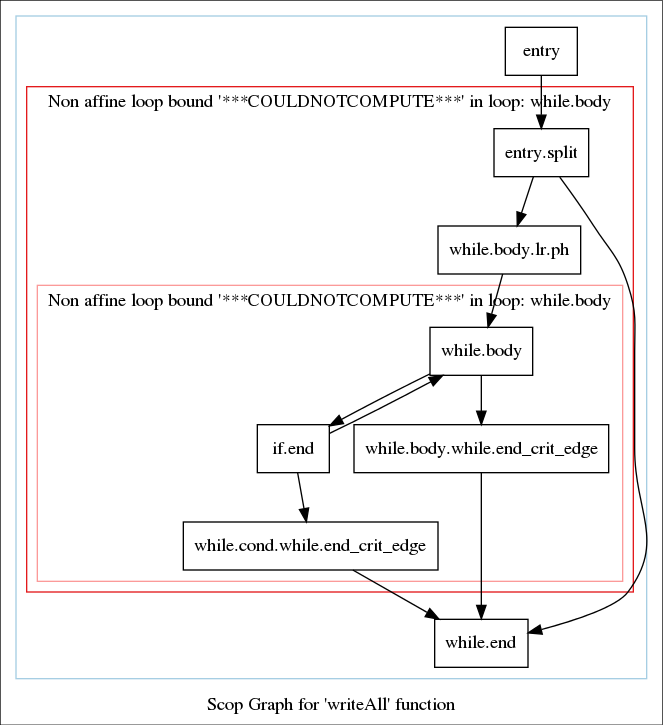 entry
Non affine loop bound '***COULDNOTCOMPUTE***' in loop: while.body
entry.split
while.body.lr.ph
Non affine loop bound '***COULDNOTCOMPUTE***' in loop: while.body
while.body
if.end
while.body.while.end_crit_edge
while.cond.while.end_crit_edge
while.end
Scop Graph for 'writeAll' function